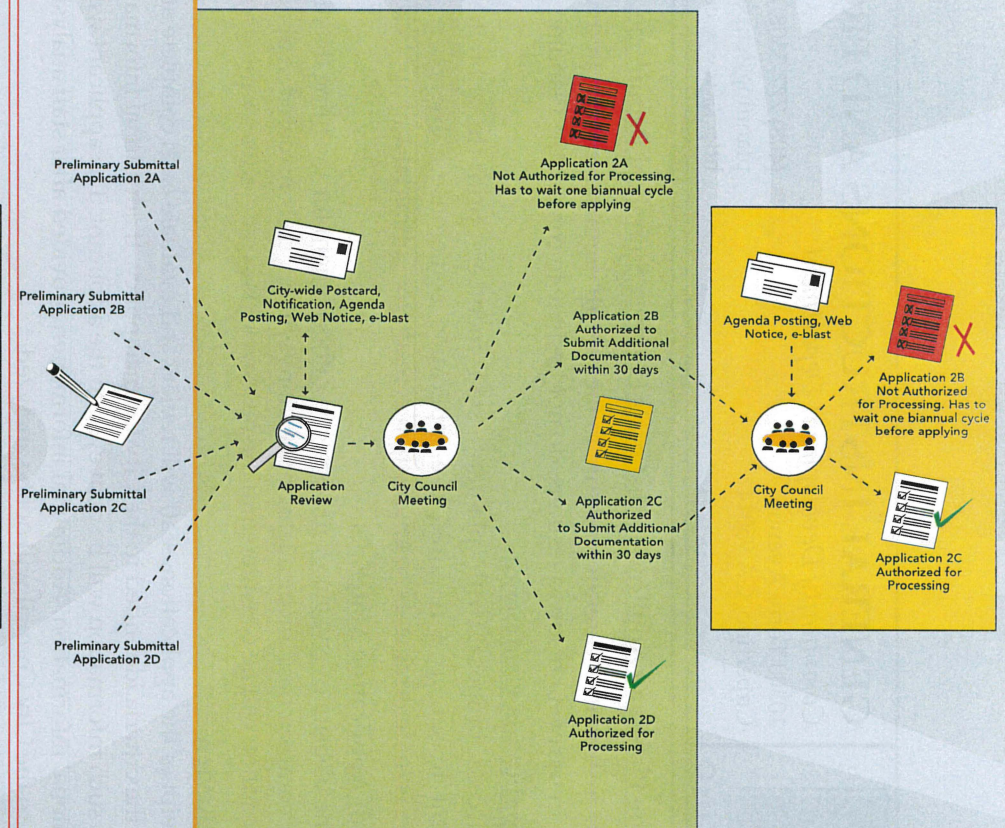 Preliminary Submittal
Application 2A
Preliminary Submittal
Application 2B
Preliminary Submittal
Application 2C
Preliminary Submittal
Application 2D
City-wide Postcard,
Notification, Agenda
Posting, Web Notice, e-blast
Application
Review
City Council
Meeting
Application 2A
Not Authorized for Processing.
Has to wait one biannual cycle
before applying
Application 2B
Authorized to
Submit Additional
Documentation
within 30 days
Application 2C
Authorized
to Submit Additional
Documentation
within 30 days
Application 2D
Authorized for
Processing
Agenda Posting, Web
Notice, e-blast
City Council
Meeting
Application 2B
Not Authorized
for Processing. Has to
wait one biannual cycle
before applying
Application 2C
Authorized for
Processing